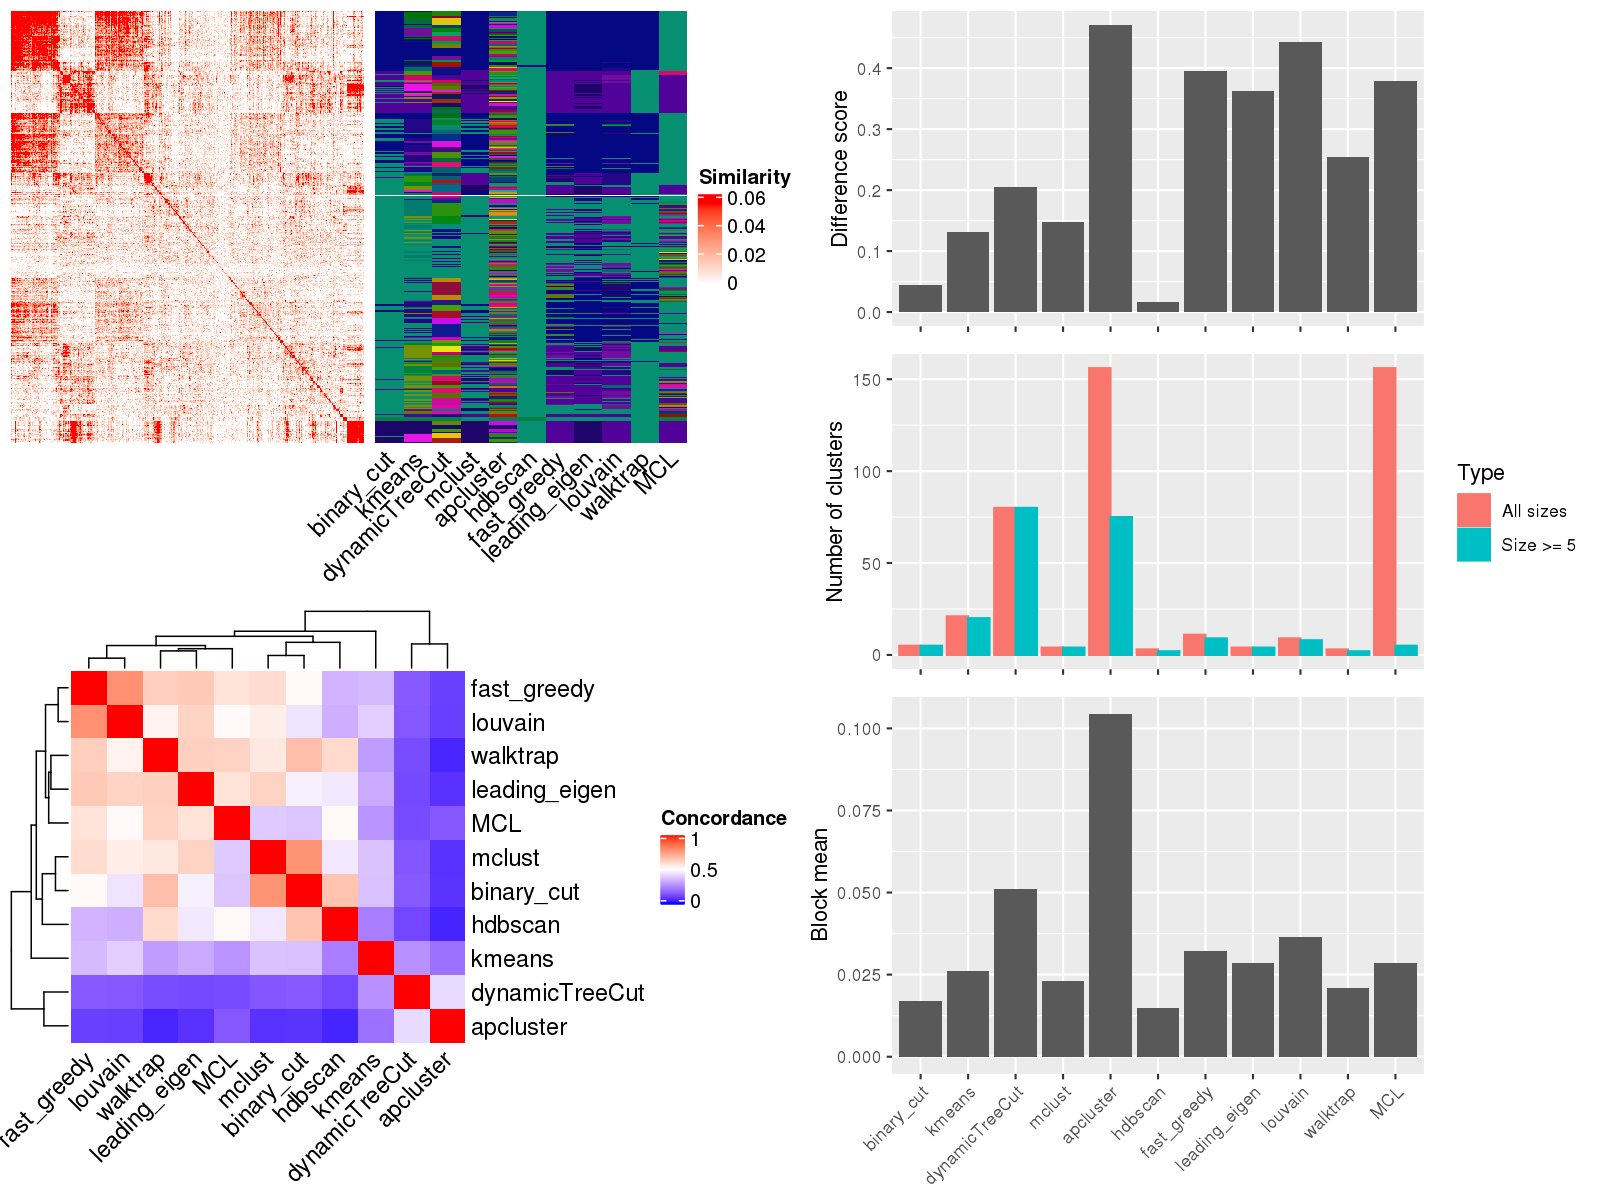 Similarity
0.06
0.04
0.02
0
binary_cut
kmeans
dynamicTreeCut
mclust
apcluster
hdbscan
fast_greedy
leading_eigen
louvain
walktrap
MCL
fast_greedy
louvain
walktrap
leading_eigen
MCL
mclust
binary_cut
hdbscan
kmeans
dynamicTreeCut
apcluster
Concordance
1
0.5
0
fast_greedy
louvain
walktrap
leading_eigen
MCL
mclust
binary_cut
hdbscan
kmeans
dynamicTreeCut
apcluster
Difference score
0.4
0.3
0.2
0.1
0.0
Number of clusters
150
100
50
0
Type
All sizes
Size >= 5
Block mean
0.100
0.075
0.050
0.025
0.000
binary_cut
kmeans
dynamicTreeCut
mclust
apcluster
hdbscan
fast_greedy
leading_eigen
louvain
walktrap
MCL